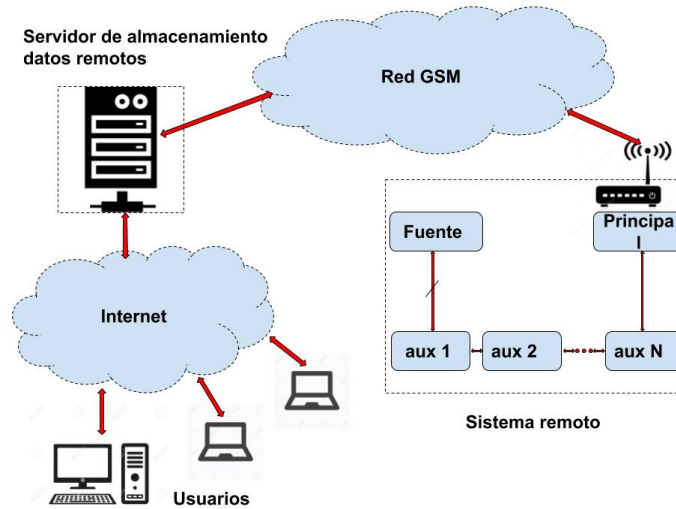 Servidor de almacenamiento
datos remotos
Red GSM
Fuente
Principa
l
Internet
aux 1
aux 2
aux N
Sistema remoto
Usuarios